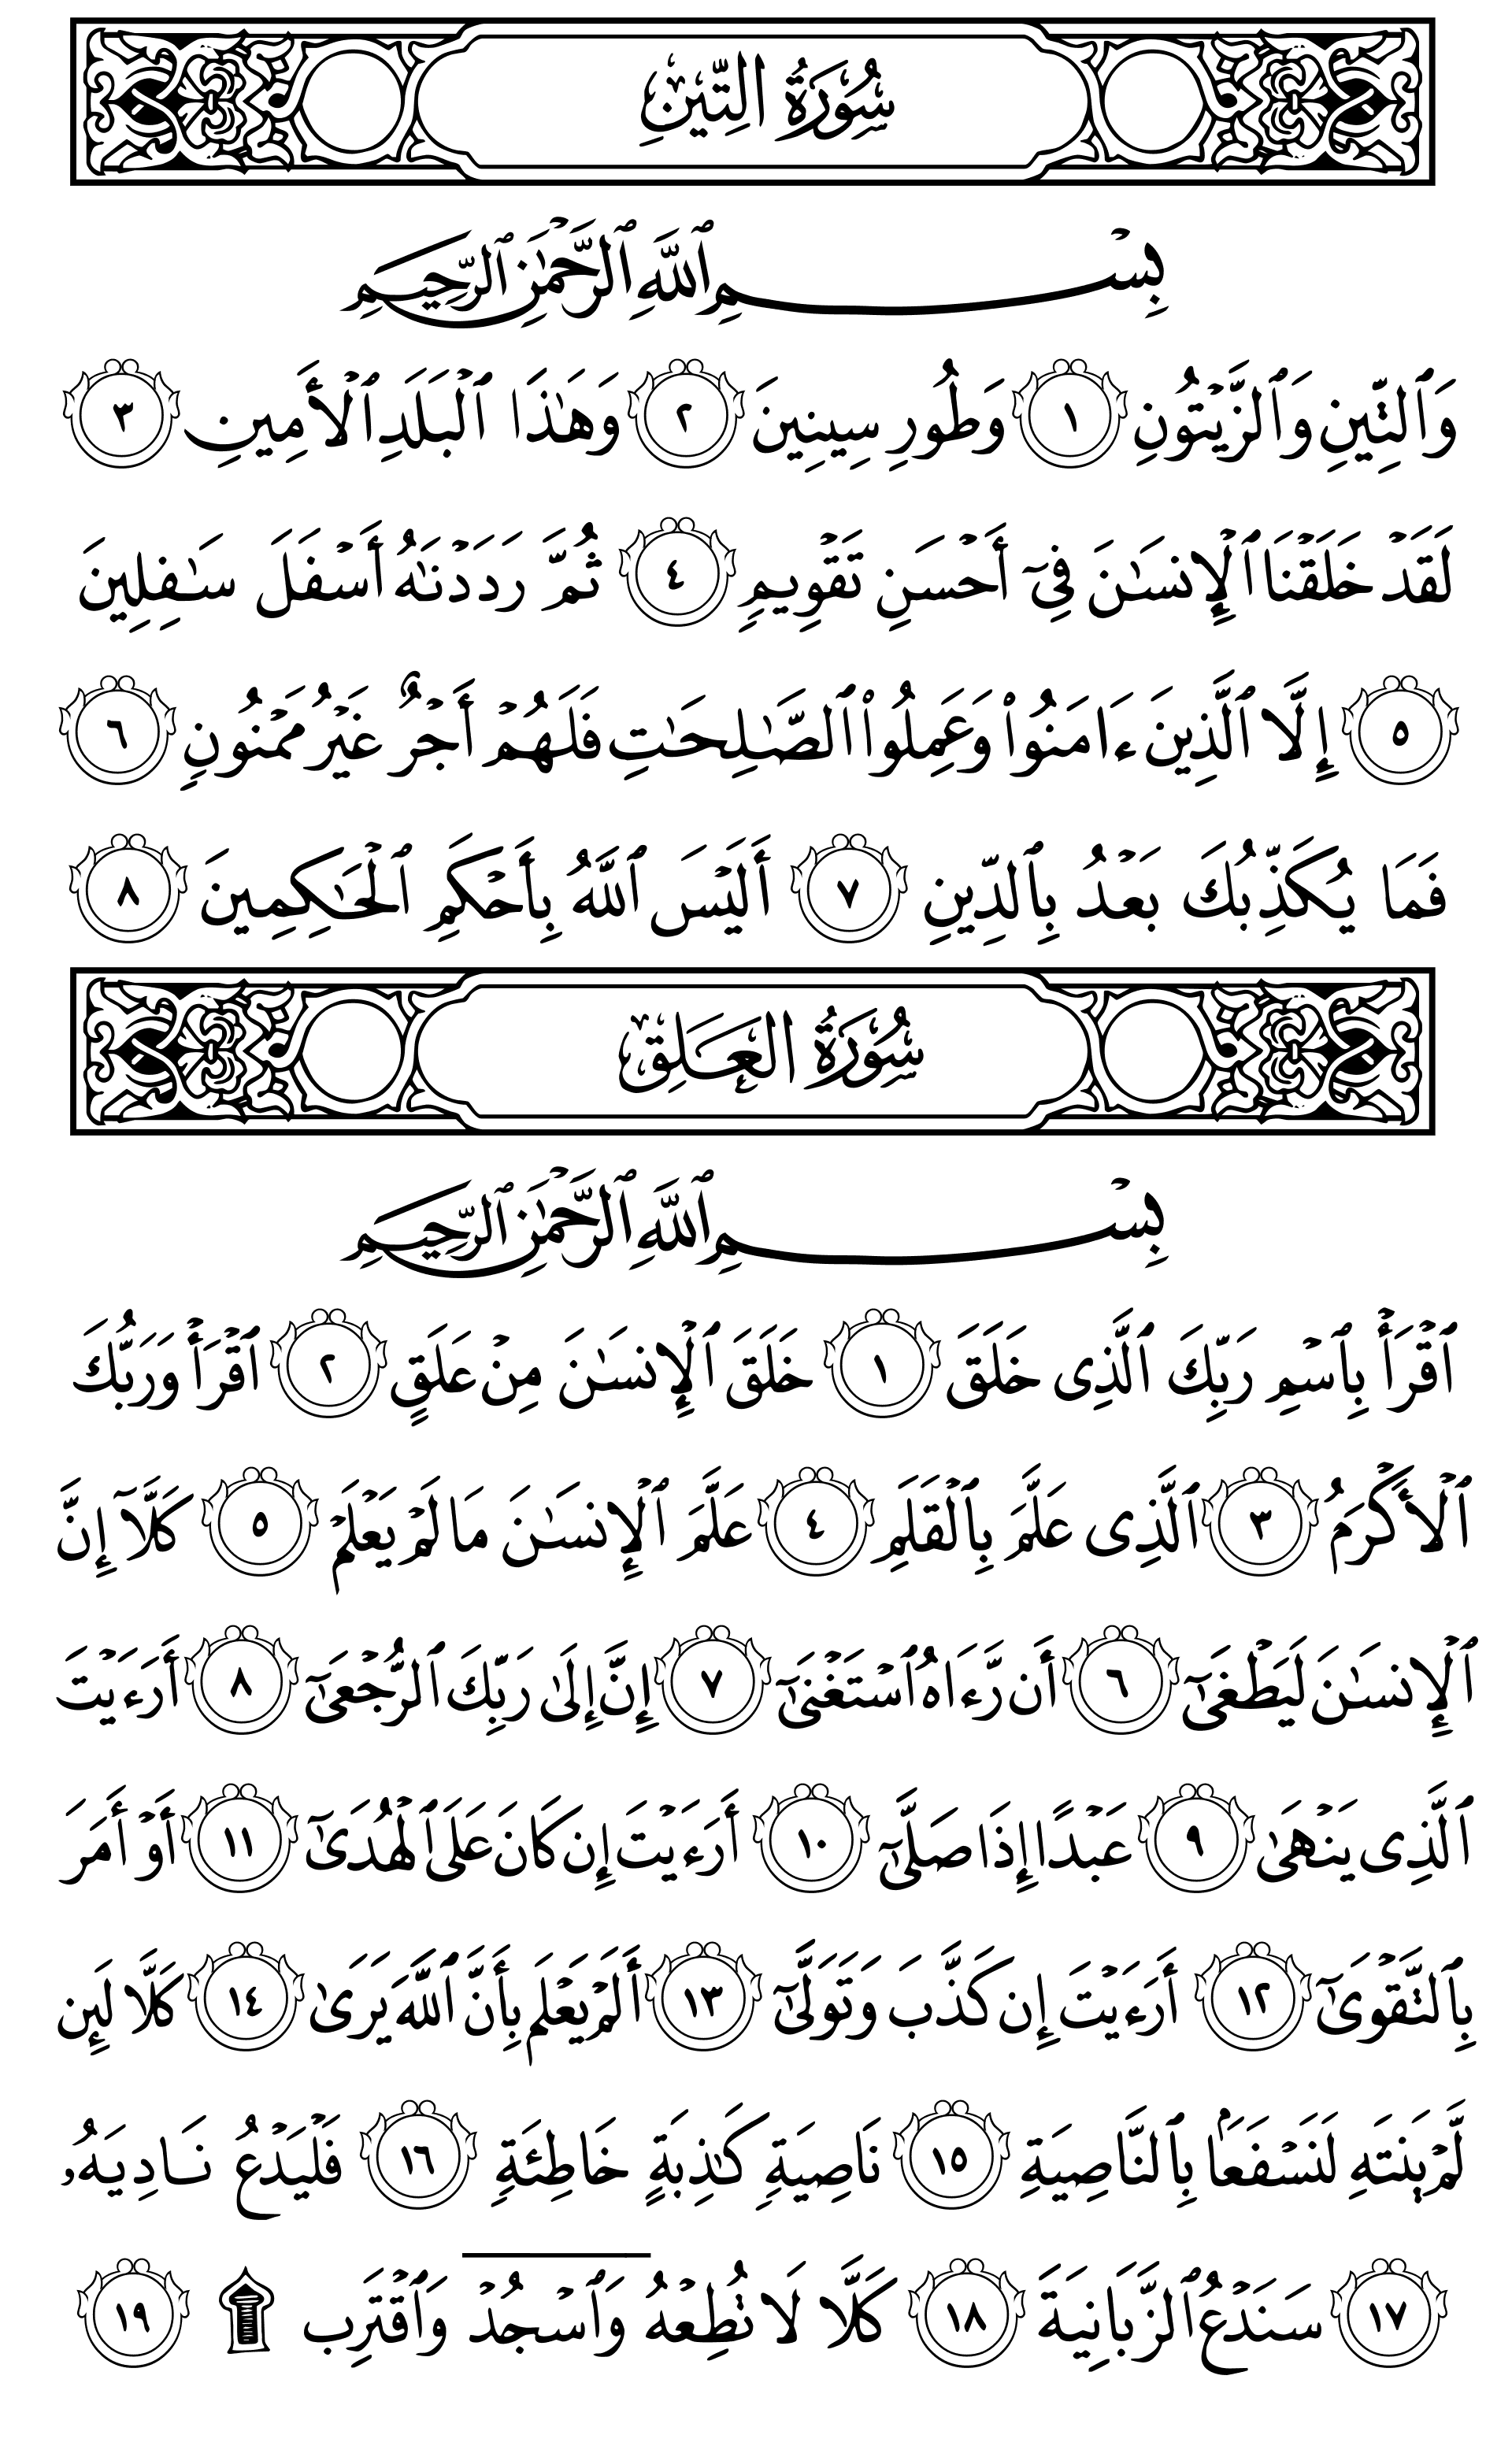 سُورَةُ التِّينِ
بِسْمِ ٱللَّهِ ٱلرَّحْمَٰنِ ٱلرَّحِيمِ
وَٱلتِّينِ وَٱلزَّيْتُونِ ١ وَطُورِ سِينِينَ ٢ وَهَٰذَا ٱلْبَلَدِ ٱلْأَمِينِ ٣
لَقَدْ خَلَقْنَا ٱلْإِنسَٰنَ فِىٓ أَحْسَنِ تَقْوِيمٍ ٤ ثُمَّ رَدَدْنَٰهُ أَسْفَلَ سَٰفِلِينَ
٥ إِلَّا ٱلَّذِينَ ءَامَنُوا۟ وَعَمِلُوا۟ ٱلصَّٰلِحَٰتِ فَلَهُمْ أَجْرٌ غَيْرُ مَمْنُونٍ ٦
فَمَا يُكَذِّبُكَ بَعْدُ بِٱلدِّينِ ٧ أَلَيْسَ ٱللَّهُ بِأَحْكَمِ ٱلْحَٰكِمِينَ ٨
سُورَةُ العَلَقِ
بِسْمِ ٱللَّهِ ٱلرَّحْمَٰنِ ٱلرَّحِيمِ
ٱقْرَأْ بِٱسْمِ رَبِّكَ ٱلَّذِى خَلَقَ ١ خَلَقَ ٱلْإِنسَٰنَ مِنْ عَلَقٍ ٢ ٱقْرَأْ وَرَبُّكَ
ٱلْأَكْرَمُ ٣ ٱلَّذِى عَلَّمَ بِٱلْقَلَمِ ٤ عَلَّمَ ٱلْإِنسَٰنَ مَا لَمْ يَعْلَمْ ٥ كَلَّآ إِنَّ
ٱلْإِنسَٰنَ لَيَطْغَىٰٓ ٦ أَن رَّءَاهُ ٱسْتَغْنَىٰٓ ٧ إِنَّ إِلَىٰ رَبِّكَ ٱلرُّجْعَىٰٓ ٨ أَرَءَيْتَ
ٱلَّذِى يَنْهَىٰ ٩ عَبْدًا إِذَا صَلَّىٰٓ ١٠ أَرَءَيْتَ إِن كَانَ عَلَى ٱلْهُدَىٰٓ ١١ أَوْ أَمَرَ
بِٱلتَّقْوَىٰٓ ١٢ أَرَءَيْتَ إِن كَذَّبَ وَتَوَلَّىٰٓ ١٣ أَلَمْ يَعْلَم بِأَنَّ ٱللَّهَ يَرَىٰ ١٤ كَلَّا لَئِن
لَّمْ يَنتَهِ لَنَسْفَعًۢا بِٱلنَّاصِيَةِ ١٥ نَاصِيَةٍ كَٰذِبَةٍ خَاطِئَةٍ ١٦ فَلْيَدْعُ نَادِيَهُۥ
١٧ سَنَدْعُ ٱلزَّبَانِيَةَ ١٨ كَلَّا لَا تُطِعْهُ وَٱسْجُدْ وَٱقْتَرِب ۩ ١٩